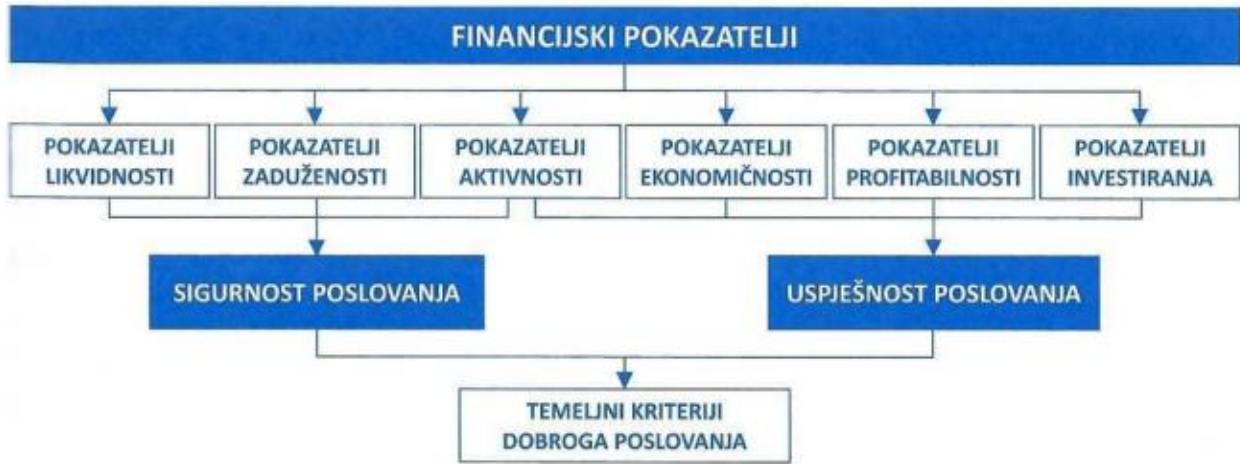 FINANCIJSKI POKAZATELJI
POKAZATELJI
LIKVIDNOSTI
POKAZATELJI
ZADUŽENOSTI
POKAZATELJI
AKTIVNOSTI
POKAZATELJI
EKONOMIČNOSTI
POKAZATELJI
PROFITABILNOSTI
POKAZATELJI
INVESTIRANJA
SIGURNOST POSLOVANJA
USPJEŠNOST POSLOVANJA
TEMELJNI KRITERIJI
DOBROGA POSLOVANJA